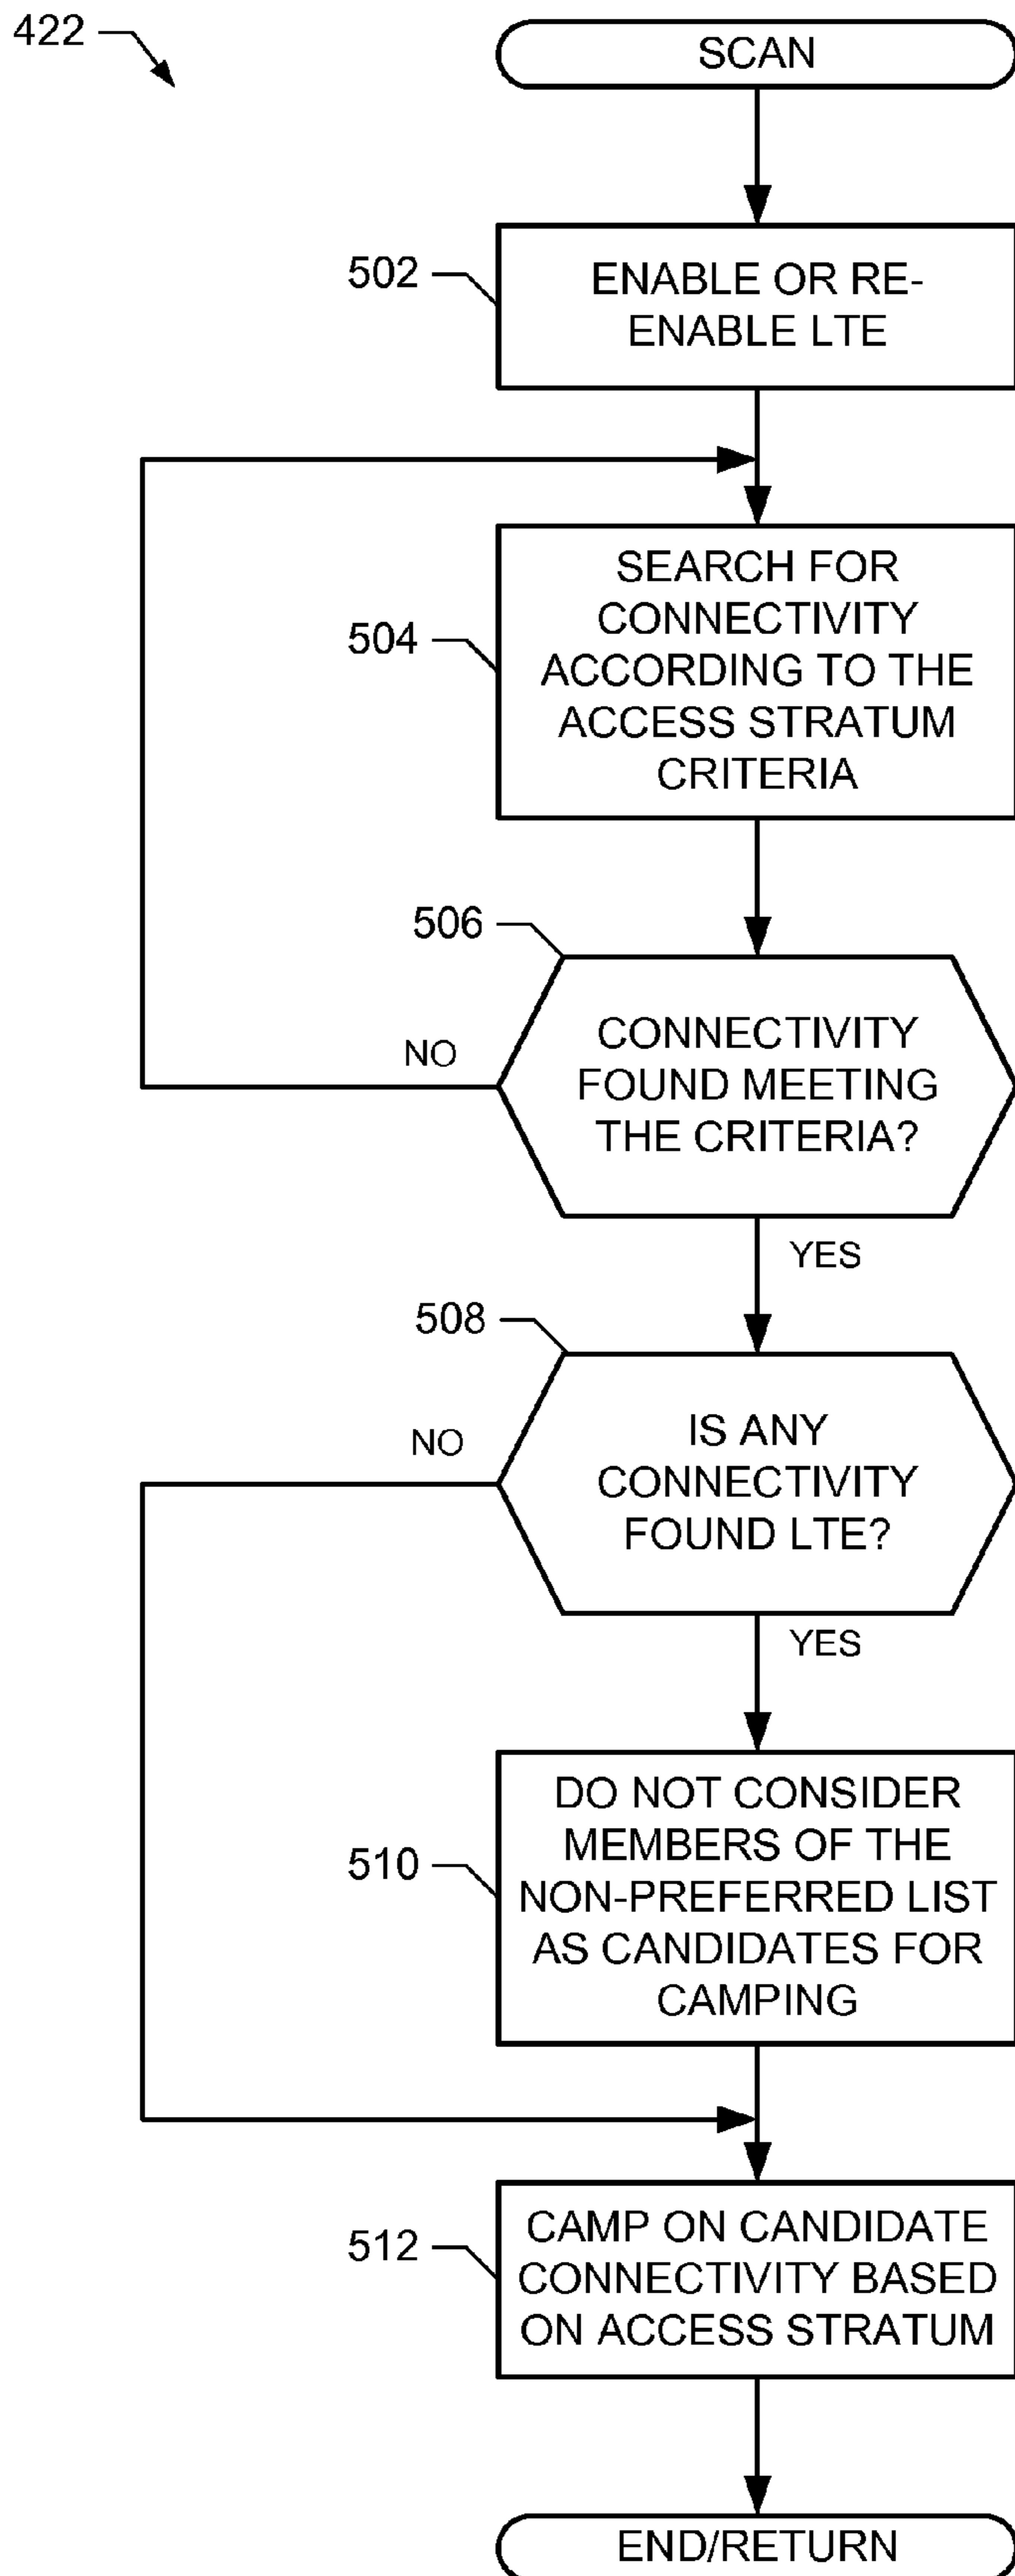 422
SCAN
502
ENABLE OR RE-
ENABLE LTE
504
SEARCH FOR
CONNECTIVITY
ACCORDING TO THE
ACCESS STRATUM
CRITERIA
506
CONNECTIVITY
FOUND MEETING
THE CRITERIA?
NO
YES
508
IS ANY
CONNECTIVITY
FOUND LTE?
NO
YES
510
DO NOT CONSIDER
MEMBERS OF THE
NON-PREFERRED LIST
AS CANDIDATES FOR
CAMPING
512
CAMP ON CANDIDATE
CONNECTIVITY BASED
ON ACCESS STRATUM
END/RETURN